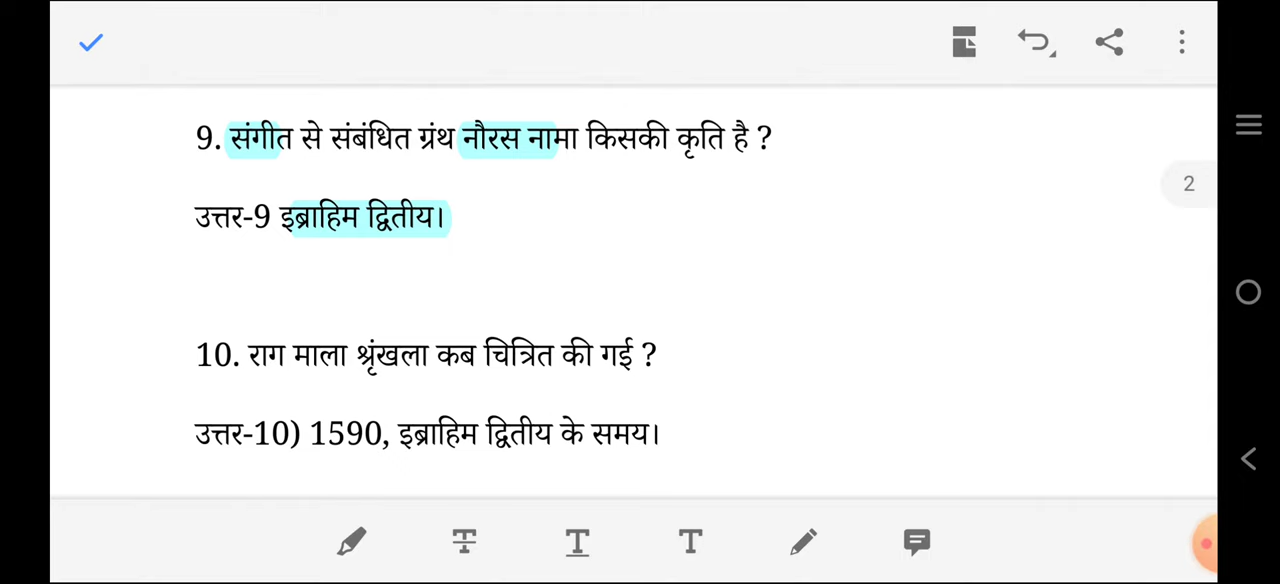 2
9. संगीत से संबंधित ग्रंथ नौरस नामा किसकी कृति है ?
उत्तर-9 इब्राहिम द्वितीय।
10. राग माला श्रृंखला कब चित्रित की गई ?
उत्तर-10) 1590, इब्राहिम द्वितीय के समय।